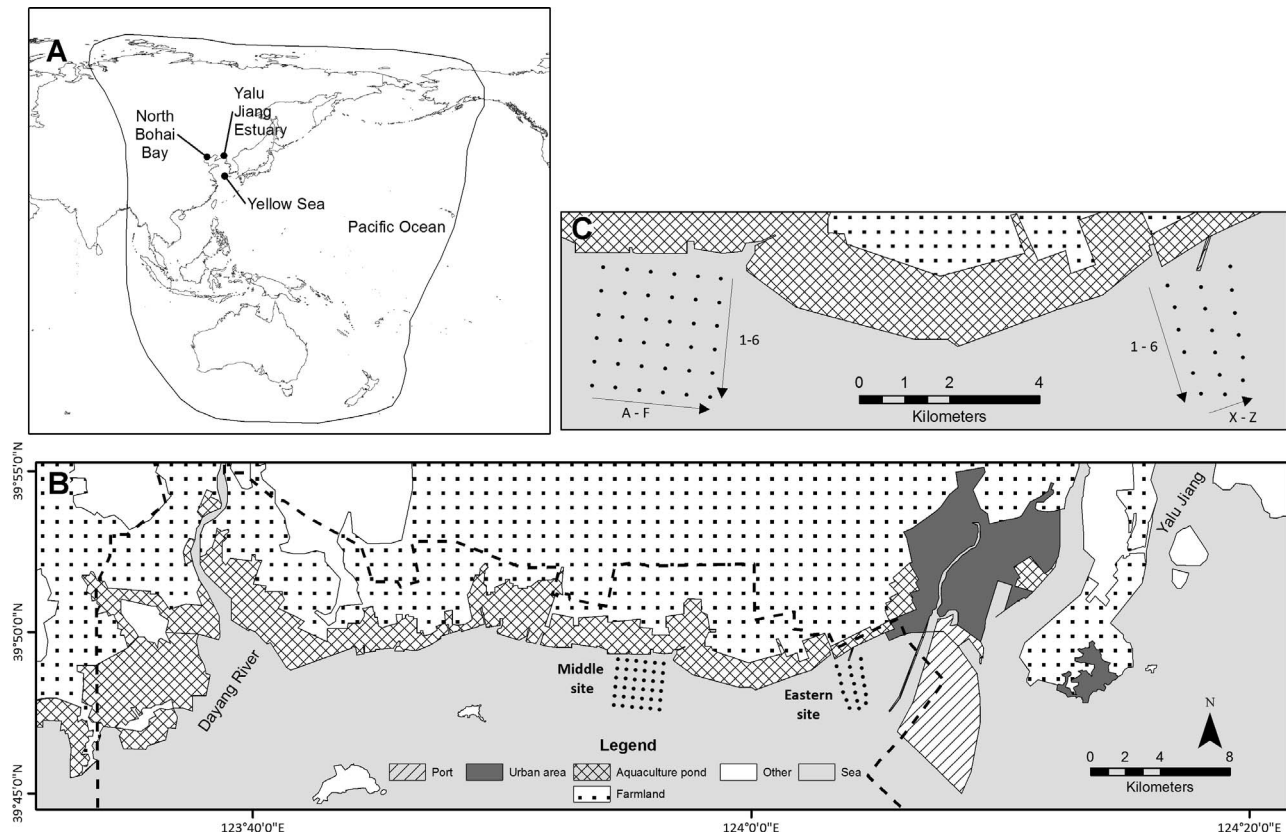 A
North
Bohai
Bay
Yalu
Jiang
Estuary
Yellow Sea
Pacific Ocean
C
1-6
A - F
0 1 2 4
Kilometers
1 - 6
X - Z
B
39°55'0"N
39°50'0"N
39°45'0"N
Dayang River
Middle
site
Eastern
site
Yalu Jiang
N
Legend
Port
Urban area
Aquaculture pond
Other
Sea
Farmland
0 2 4 8
Kilometers
123°40'0"E
124°0'0"E
124°20'0"E